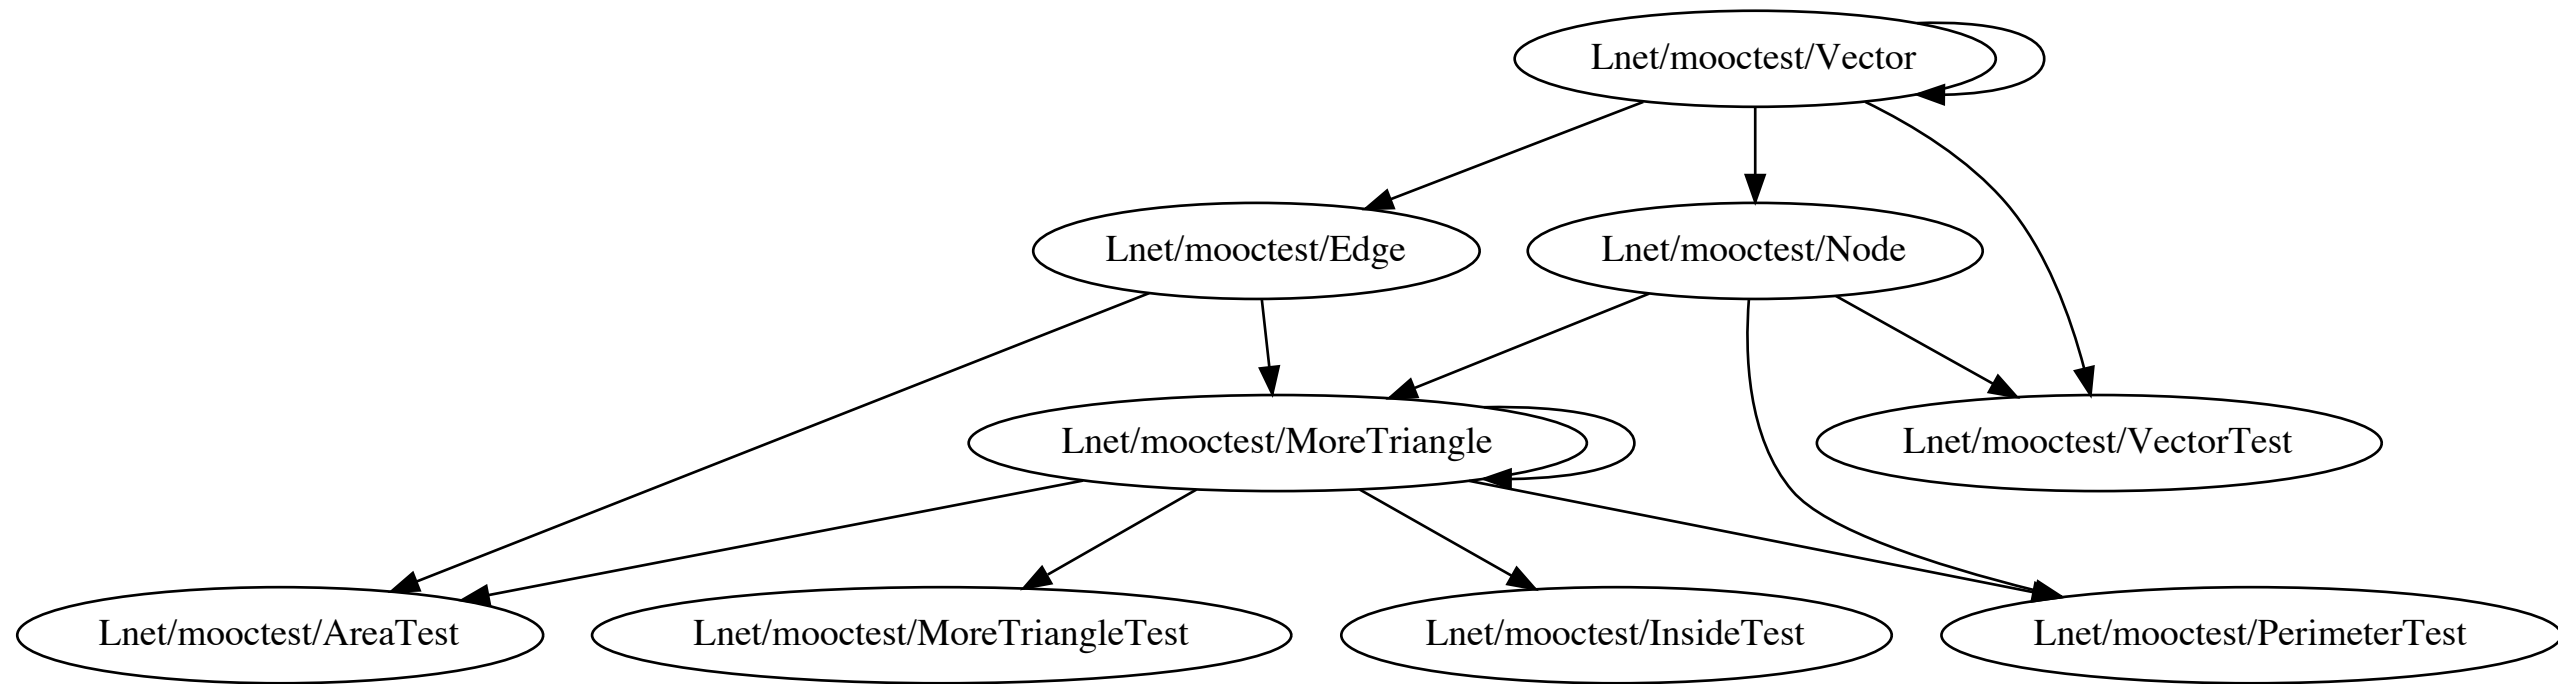 Lnet/mooctest/Vector
Lnet/mooctest/Edge
Lnet/mooctest/Node
Lnet/mooctest/MoreTriangle
Lnet/mooctest/VectorTest
Lnet/mooctest/AreaTest
Lnet/mooctest/MoreTriangleTest
Lnet/mooctest/InsideTest
Lnet/mooctest/PerimeterTest